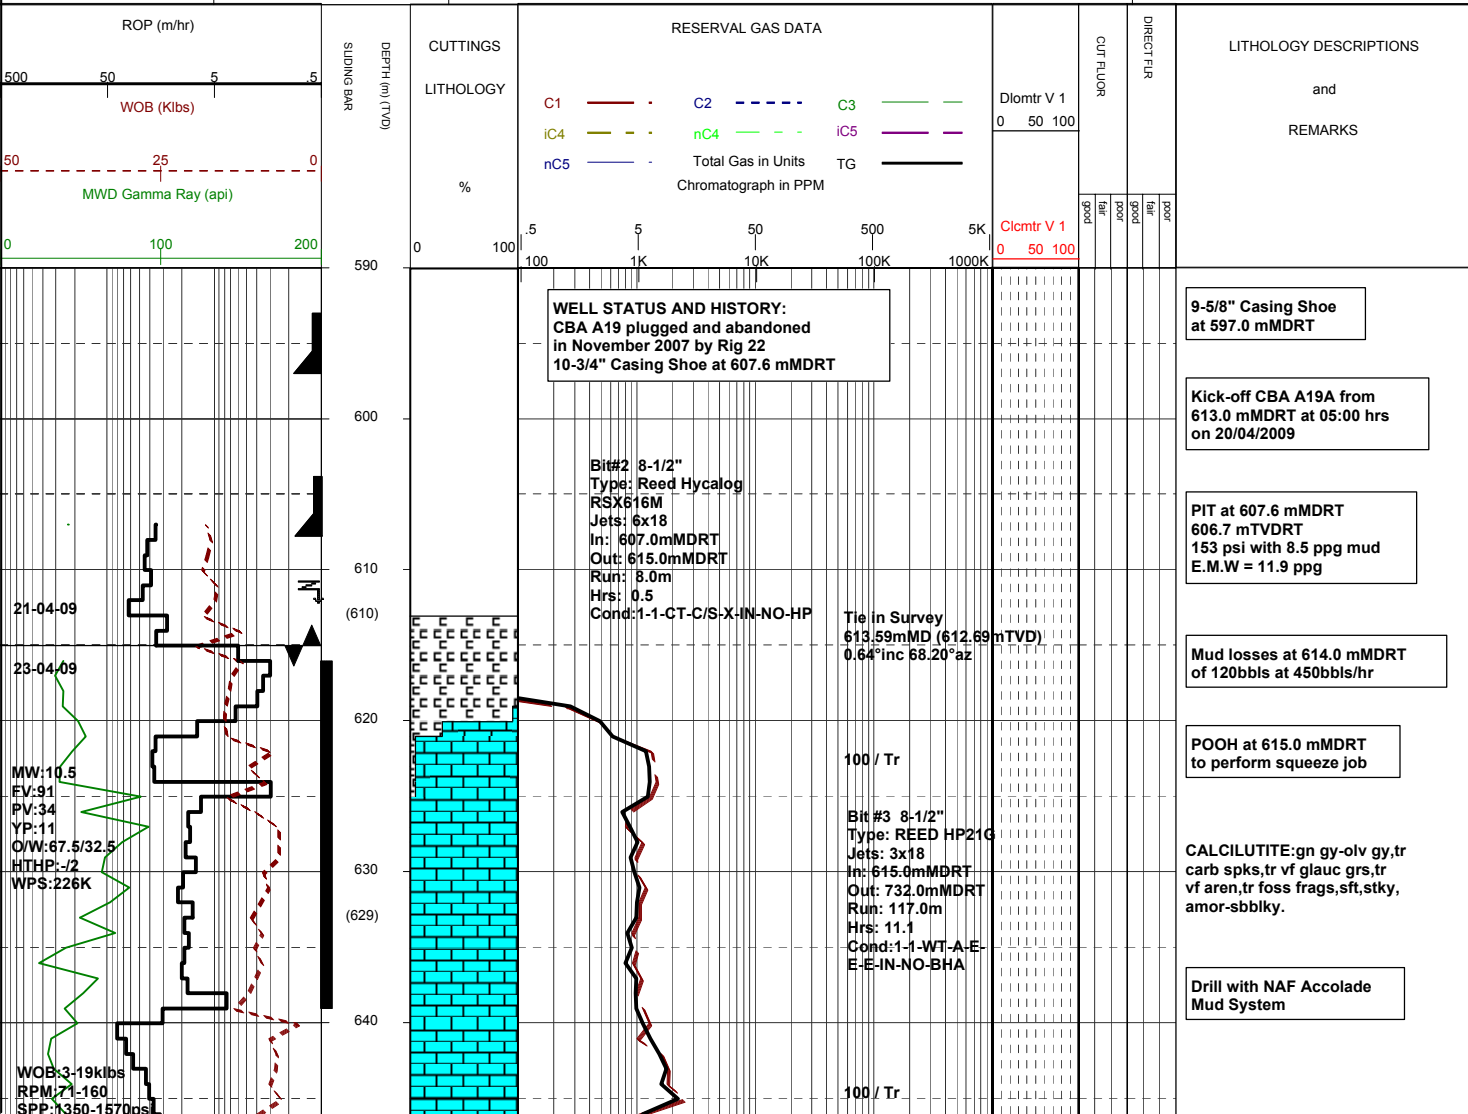 ROP (m/hr)
500 50 5 .5
WOB (Klbs)
50 25 0
MWD Gamma Ray (api)
0 100 200
SLIDING BAR
DEPTH (m) (TVD)
CUTTINGS
LITHOLOGY
%
0 100
RESERVAL GAS DATA
C1 C2 C3
iC4 nC4 iC5
nC5 Total Gas in Units TG
Chromatograph in PPM
.5 5 50 500 5K
100 1K 10K 100K 1000K
Dlomtr V 1
0 50 100
Clcmtr V 1
0 50 100
CUT FLUOR
DIRECT FLR
good fair poor good fair poor
LITHOLOGY DESCRIPTIONS
and
REMARKS
590
600
610
(610)
620
630
(629)
640
21-04-09
23-04-09
MW:10.5
FV:91
PV:34
YP:11
O/W:67.5/32.5
HTHP:-/2
WPS:226K
WOB:3-19klbs
RPM:71-160
SPP:1350-1570psi
WELL STATUS AND HISTORY:
CBA A19 plugged and abandoned
in November 2007 by Rig 22
10-3/4" Casing Shoe at 607.6 mMDRT
Bit#2 8-1/2"
Type: Reed Hycalog
RSX616M
Jets: 6x18
In: 607.0mMDRT
Out: 615.0mMDRT
Run: 8.0m
Hrs: 0.5
Cond:1-1-CT-C/S-X-IN-NO-HP
Tie in Survey
613.59mMD (612.69mTVD)
0.64°inc 68.20°az
100 / Tr
Bit #3 8-1/2"
Type: REED HP21G
Jets: 3x18
In: 615.0mMDRT
Out: 732.0mMDRT
Run: 117.0m
Hrs: 11.1
Cond:1-1-WT-A-E-
E-E-IN-NO-BHA
100 / Tr
9-5/8" Casing Shoe
at 597.0 mMDRT
Kick-off CBA A19A from
613.0 mMDRT at 05:00 hrs
on 20/04/2009
PIT at 607.6 mMDRT
606.7 mTVDRT
153 psi with 8.5 ppg mud
E.M.W = 11.9 ppg
Mud losses at 614.0 mMDRT
of 120bbls at 450bbls/hr
POOH at 615.0 mMDRT
to perform squeeze job
CALCILUTITE:gn gy-olv gy,tr
carb spks,tr vf glauc grs,tr
vf aren,tr foss frags,sft,stky,
amor-sbblky.
Drill with NAF Accolade
Mud System